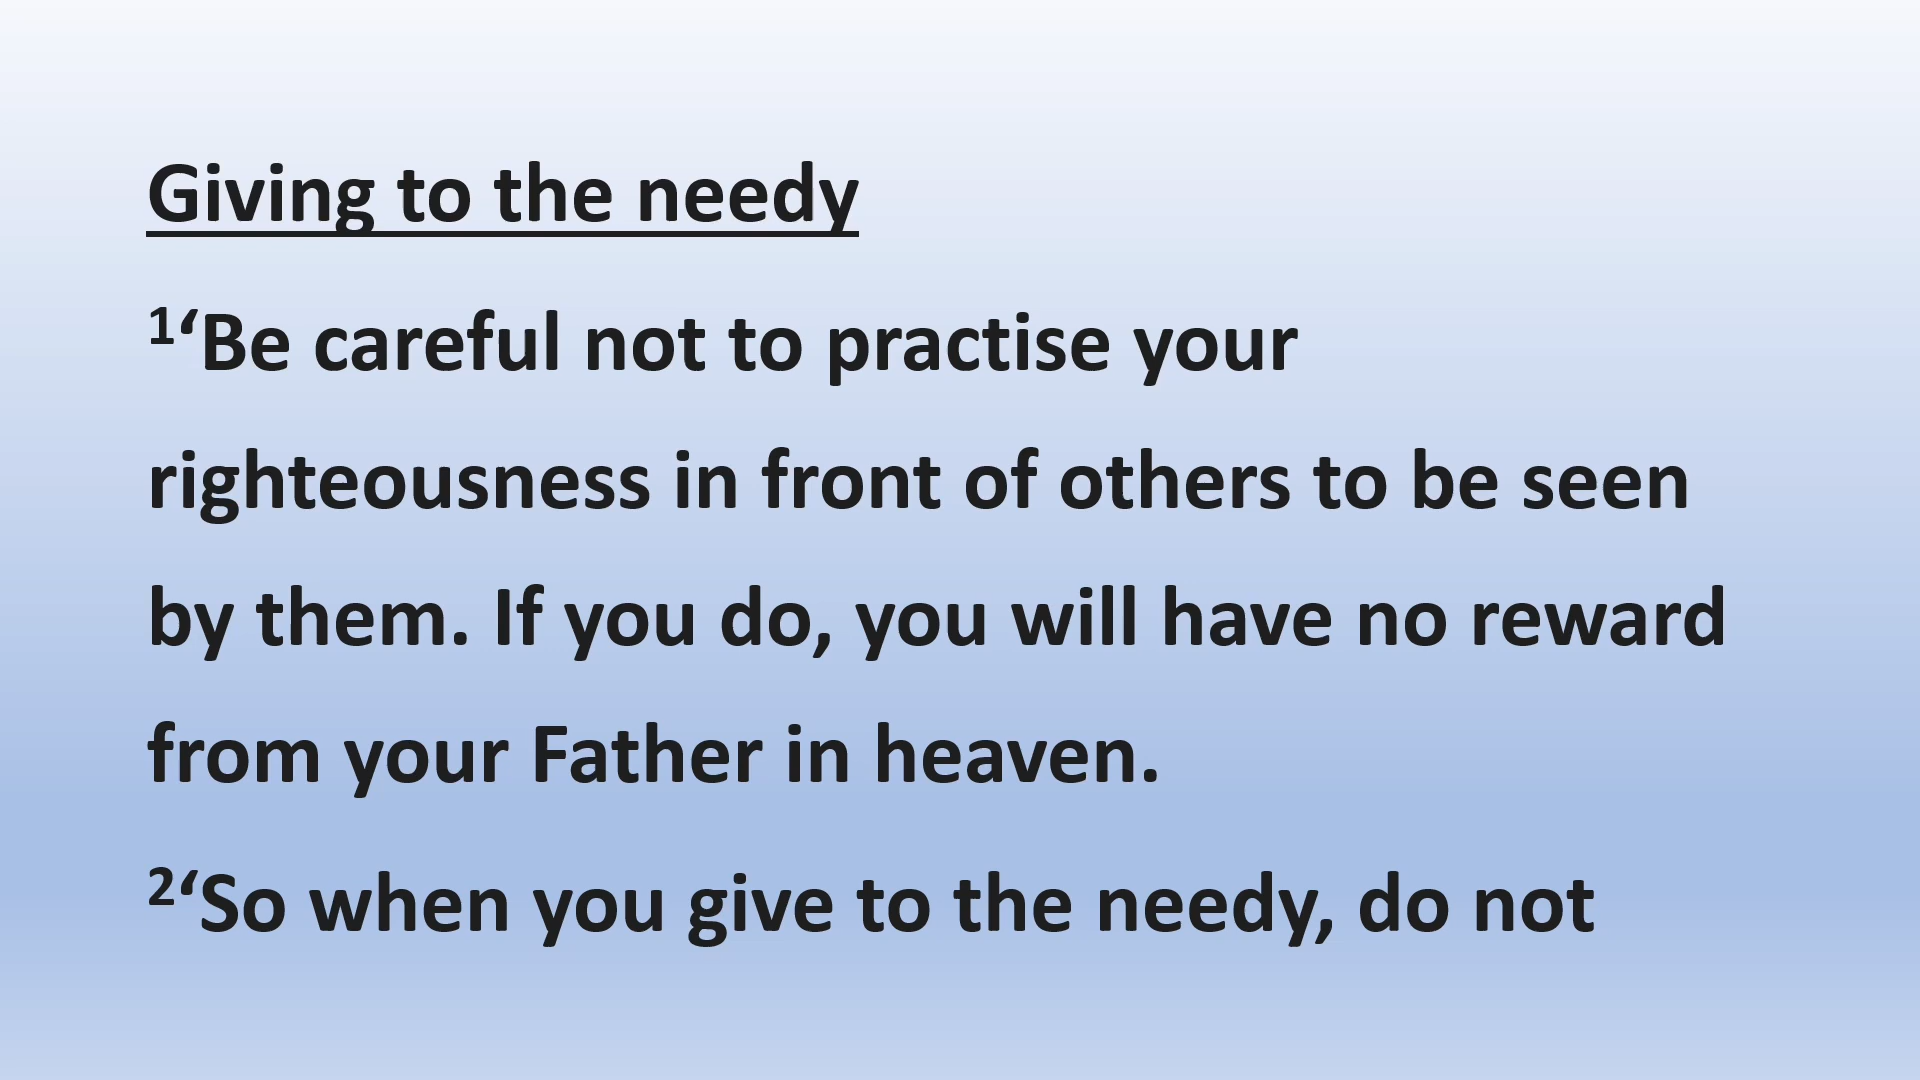 Giving to the needy
¹‘Be careful not to practise your
righteousness in front of others to be seen
by them. If you do, you will have no reward
from your Father in heaven.
²‘So when you give to the needy, do not